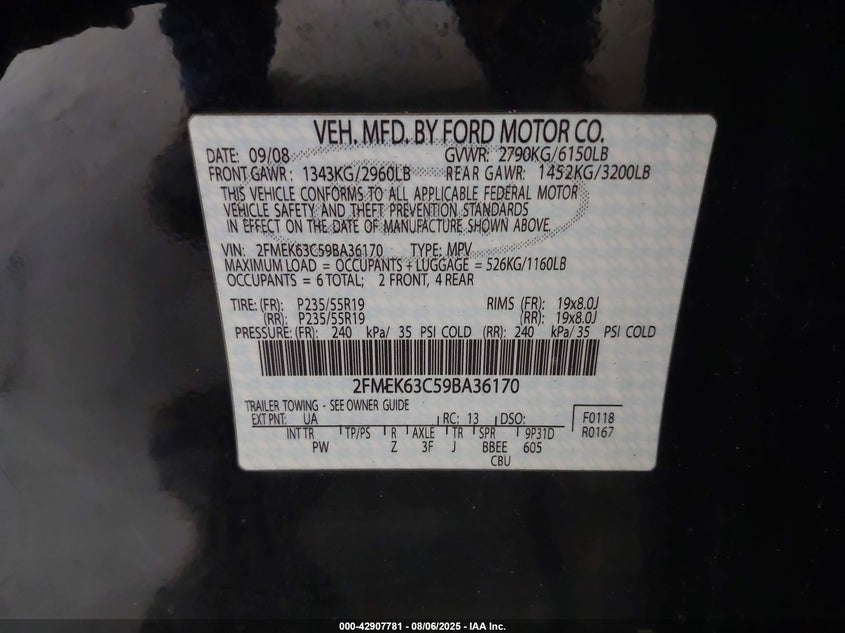 VEH. MFD. BY FORD MOTOR CO.
DATE: 09/08 GVWR: 2790KG/6150LB
FRONT GAWR: 1343KG/2960LB REAR GAWR: 1452KG/3200LB
THIS VEHICLE CONFORMS TO ALL APPLICABLE FEDERAL MOTOR
VEHICLE SAFETY AND THEFT PREVENTION STANDARDS
IN EFFECT ON THE DATE OF MANUFACTURE SHOWN ABOVE.
VIN: 2FMEK63C59BA36170 TYPE: MPV
MAXIMUM LOAD = OCCUPANTS + LUGGAGE = 526KG/1160LB
OCCUPANTS = 6 TOTAL; 2 FRONT, 4 REAR
TIRE: (FR): P235/55R19 RIMS (FR): 19x8.0J
(RR): P235/55R19 (RR): 19x8.0J
PRESSURE: (FR): 240 kPa/ 35 PSI COLD (RR): 240 kPa/ 35 PSI COLD
2FMEK63C59BA36170
TRAILER TOWING - SEE OWNER GUIDE
EXT PNT: UA RC: 13 DSO: F0118
INT TR TP/PS R AXLE TR SPR 9P31D R0167
PW Z 3F J BBEE 605
CBU
000-42907781 - 08/06/2025 - IAA Inc.